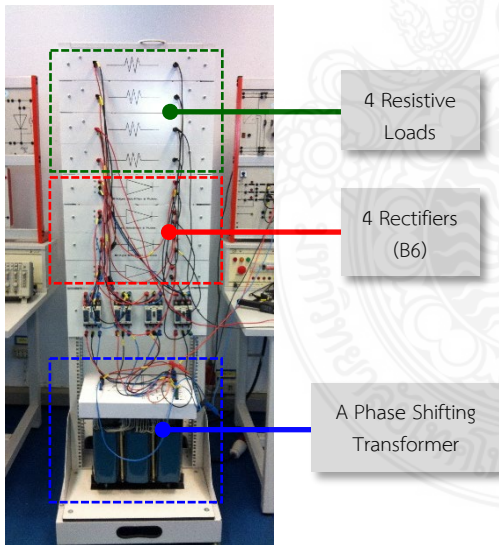 4 Resistive
Loads
4 Rectifiers
(B6)
A Phase Shifting
Transformer